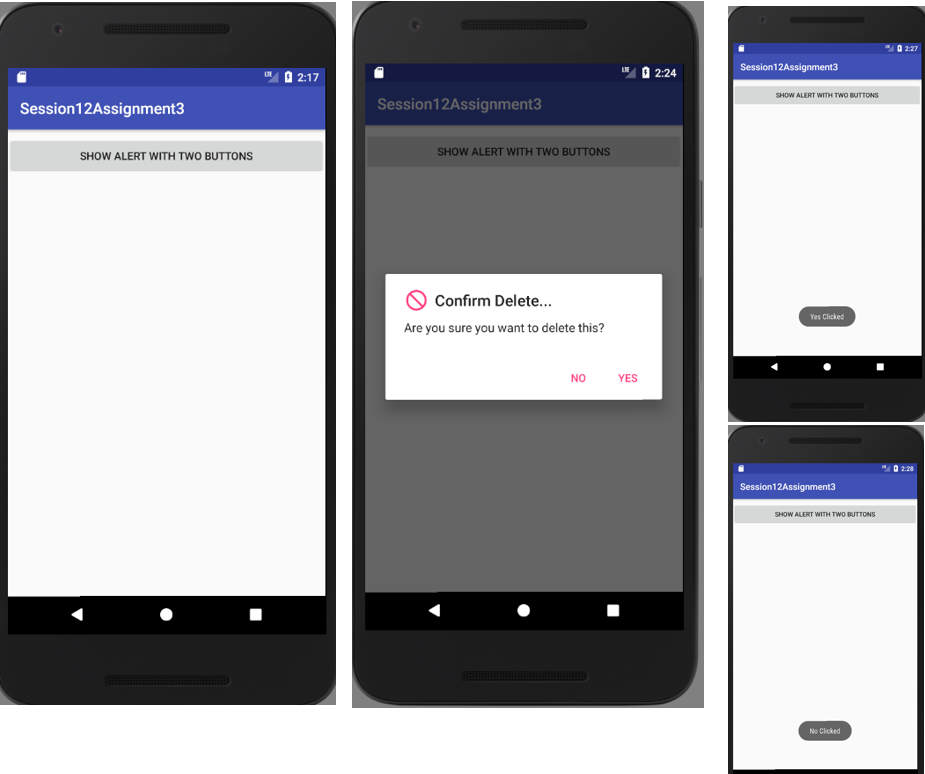 LTE 2:17
Session12Assignment3
SHOW ALERT WITH TWO BUTTONS
LTE 2:24
Session12Assignment3
SHOW ALERT WITH TWO BUTTONS
Confirm Delete...
Are you sure you want to delete this?
NO YES
2:27
Session12Assignment3
SHOW ALERT WITH TWO BUTTONS
Yes Clicked
2:28
Session12Assignment3
SHOW ALERT WITH TWO BUTTONS
No Clicked